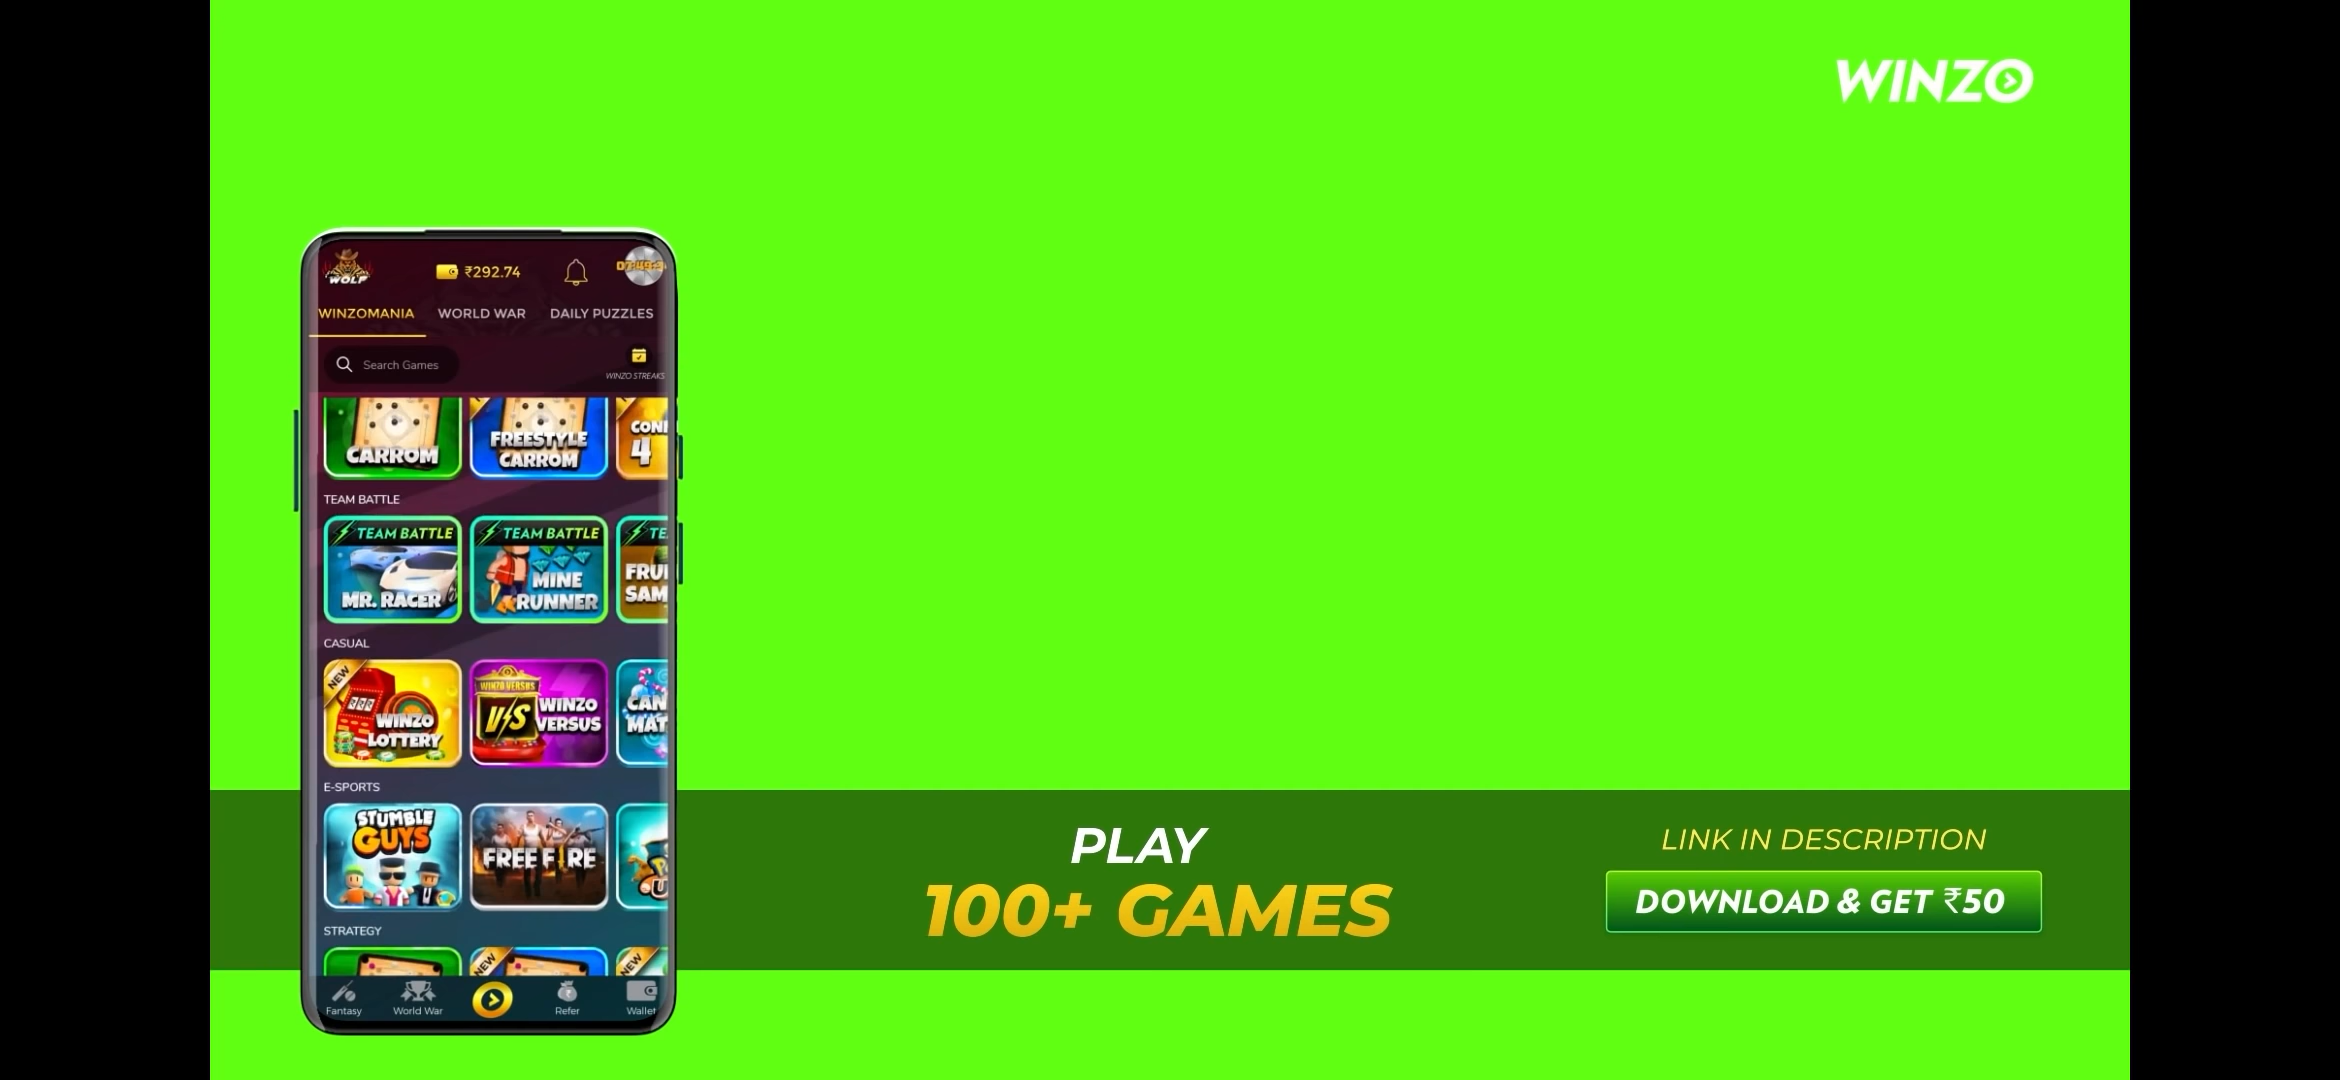 WINZO
WOLF
₹292.74
WINZOMANIA WORLD WAR DAILY PUZZLES
Search Games
WINZO STREAKS
CARROM
FREESTYLE
CARROM
4
TEAM BATTLE
TEAM BATTLE
MR. RACER
TEAM BATTLE
MINE
RUNNER
CASUAL
NEW
WINZO
LOTTERY
WINZO VERSUS
V/S
WINZO
VERSUS
E-SPORTS
STUMBLE
GUYS
FREE FIRE
STRATEGY
NEW
NEW
Fantasy World War Refer Wallet
PLAY
100+ GAMES
LINK IN DESCRIPTION
DOWNLOAD & GET ₹50